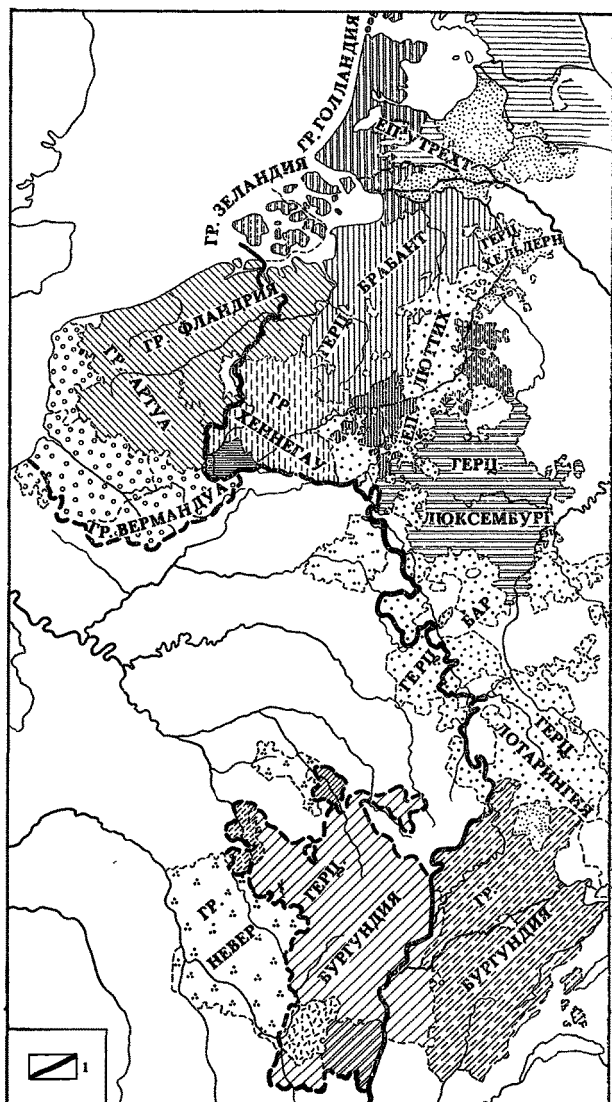 ГР. ГОЛЛАНДИЯ
ЕП. УТРЕХТ
ГР. ЗЕЛАНДИЯ
ГЕРЦ. ХЕЛЬДЕРН
ГЕРЦ. БРАБАНТ
ГР. ФЛАНДРИЯ
ГР. АРТУА
ЕП. ЛЮТТИХ
ГР. ХЕННЕГАУ
ГЕРЦ. ЛЮКСЕМБУРГ
ГР. ВЕРМАНДУА
ГЕРЦ. БАР
ГЕРЦ. ЛОТАРИНГИЯ
ГР. НЕВЕР
ГЕРЦ. БУРГУНДИЯ
ГР. БУРГУНДИЯ
1